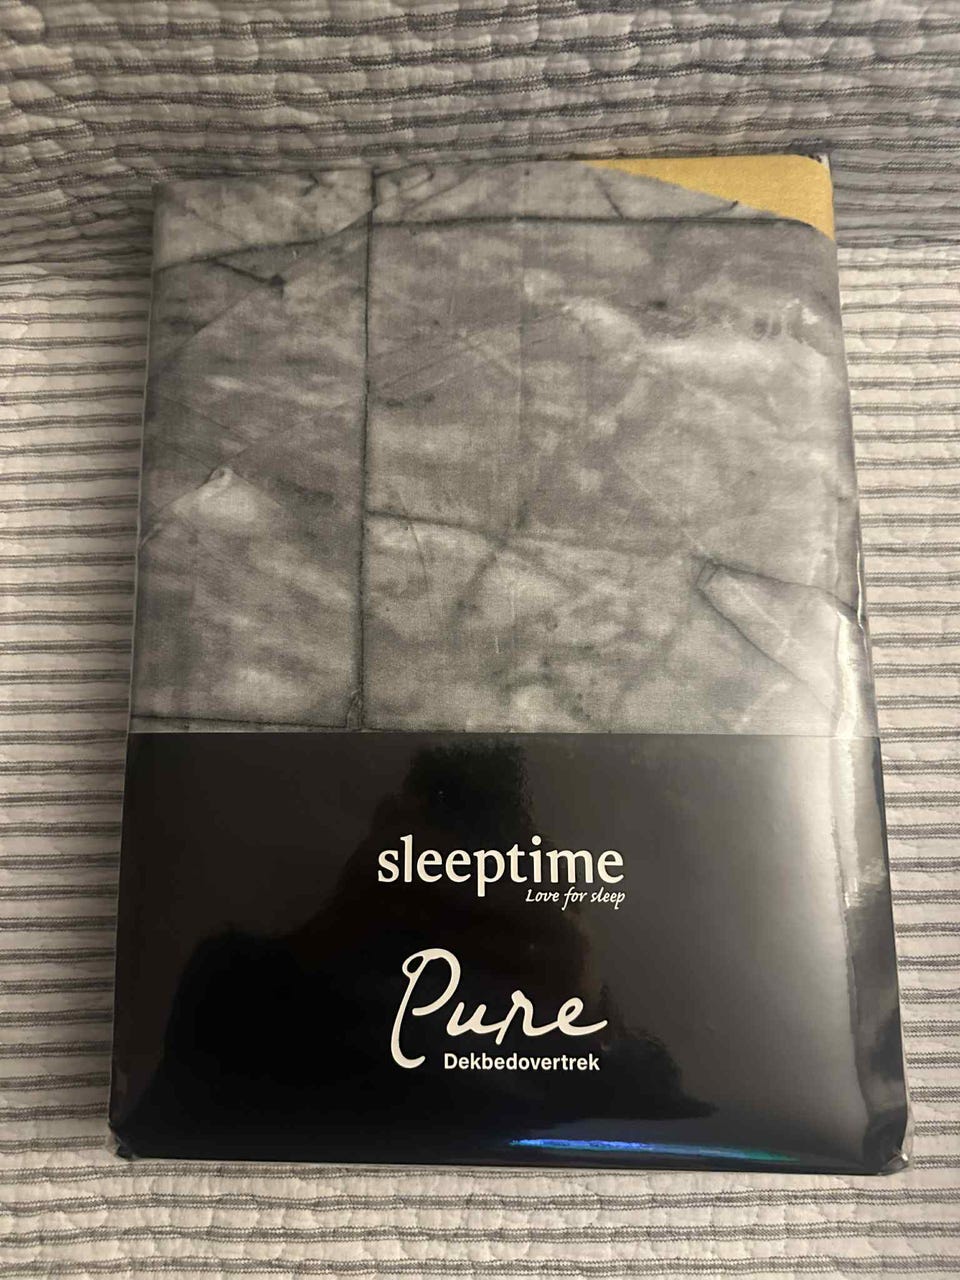 sleeptime
Love for sleep
Pure
Dekbedovertrek